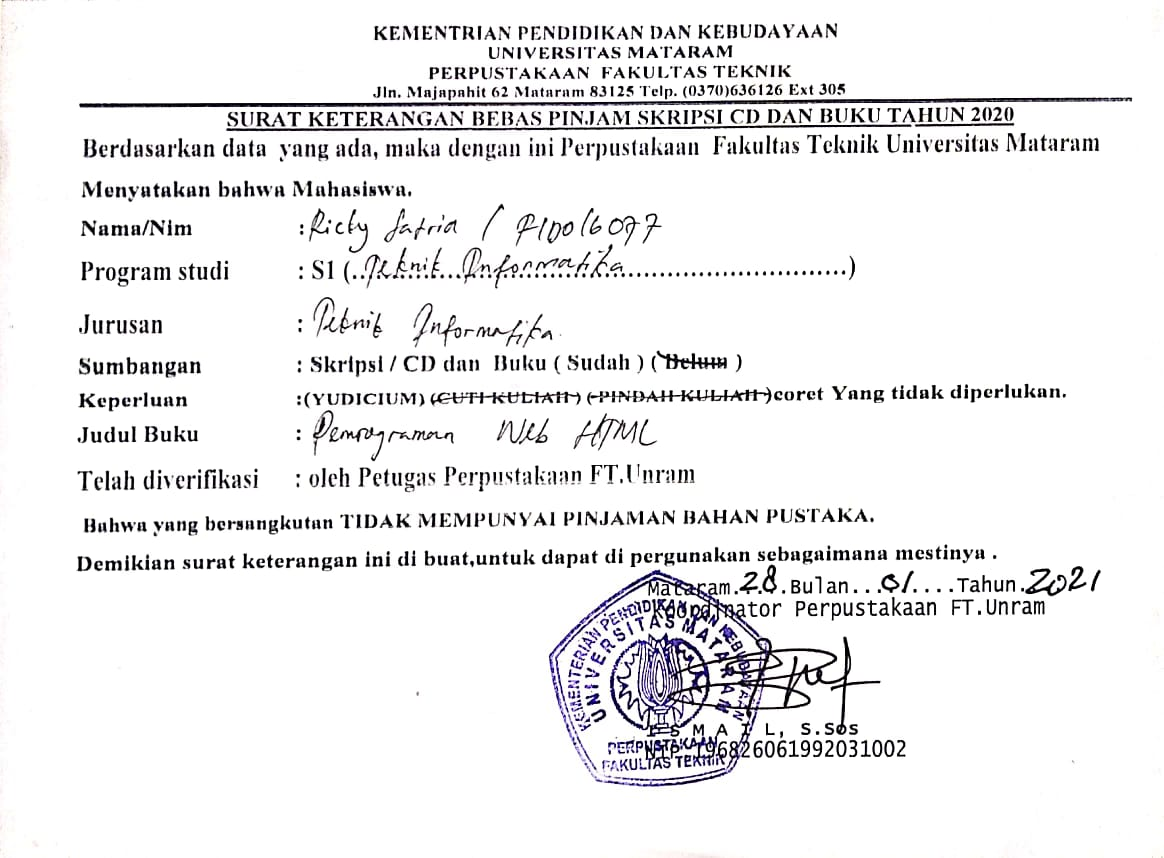 KEMENTRIAN PENDIDIKAN DAN KEBUDAYAAN
UNIVERSITAS MATARAM
PERPUSTAKAAN FAKULTAS TEKNIK
Jln. Majapahit 62 Mataram 83125 Telp. (0370)636126 Ext 305
SURAT KETERANGAN BEBAS PINJAM SKRIPSI CD DAN BUKU TAHUN 2020
Berdasarkan data yang ada, maka dengan ini Perpustakaan Fakultas Teknik Universitas Mataram
Menyatakan bahwa Mahasiswa.
Nama/Nim : Ricky Satria / F1D016077
Program studi : S1 (..Teknik...Informatika............................)
Jurusan : Teknik Informatika.
Sumbangan : Skripsi / CD dan Buku ( Sudah ) ( Belum )
Keperluan :(YUDICIUM) (CUTI KULIAH ) ( PINDAH KULIAH )coret Yang tidak diperlukan.
Judul Buku : Pemrograman Web HTML
Telah diverifikasi : oleh Petugas Perpustakaan FT.Unram
Bahwa yang bersangkutan TIDAK MEMPUNYAI PINJAMAN BAHAN PUSTAKA.
Demikian surat keterangan ini di buat,untuk dapat di pergunakan sebagaimana mestinya .
Mataram.28.Bulan...01....Tahun.2021
Koordinator Perpustakaan FT.Unram
KEMENTERIAN PENDIDIKAN DAN KEBUDAYAAN
UNIVERSITAS MATARAM
PERPUSTAKAAN
FAKULTAS TEKNIK
I S M A I L, S.Sos
NIP 196826061992031002